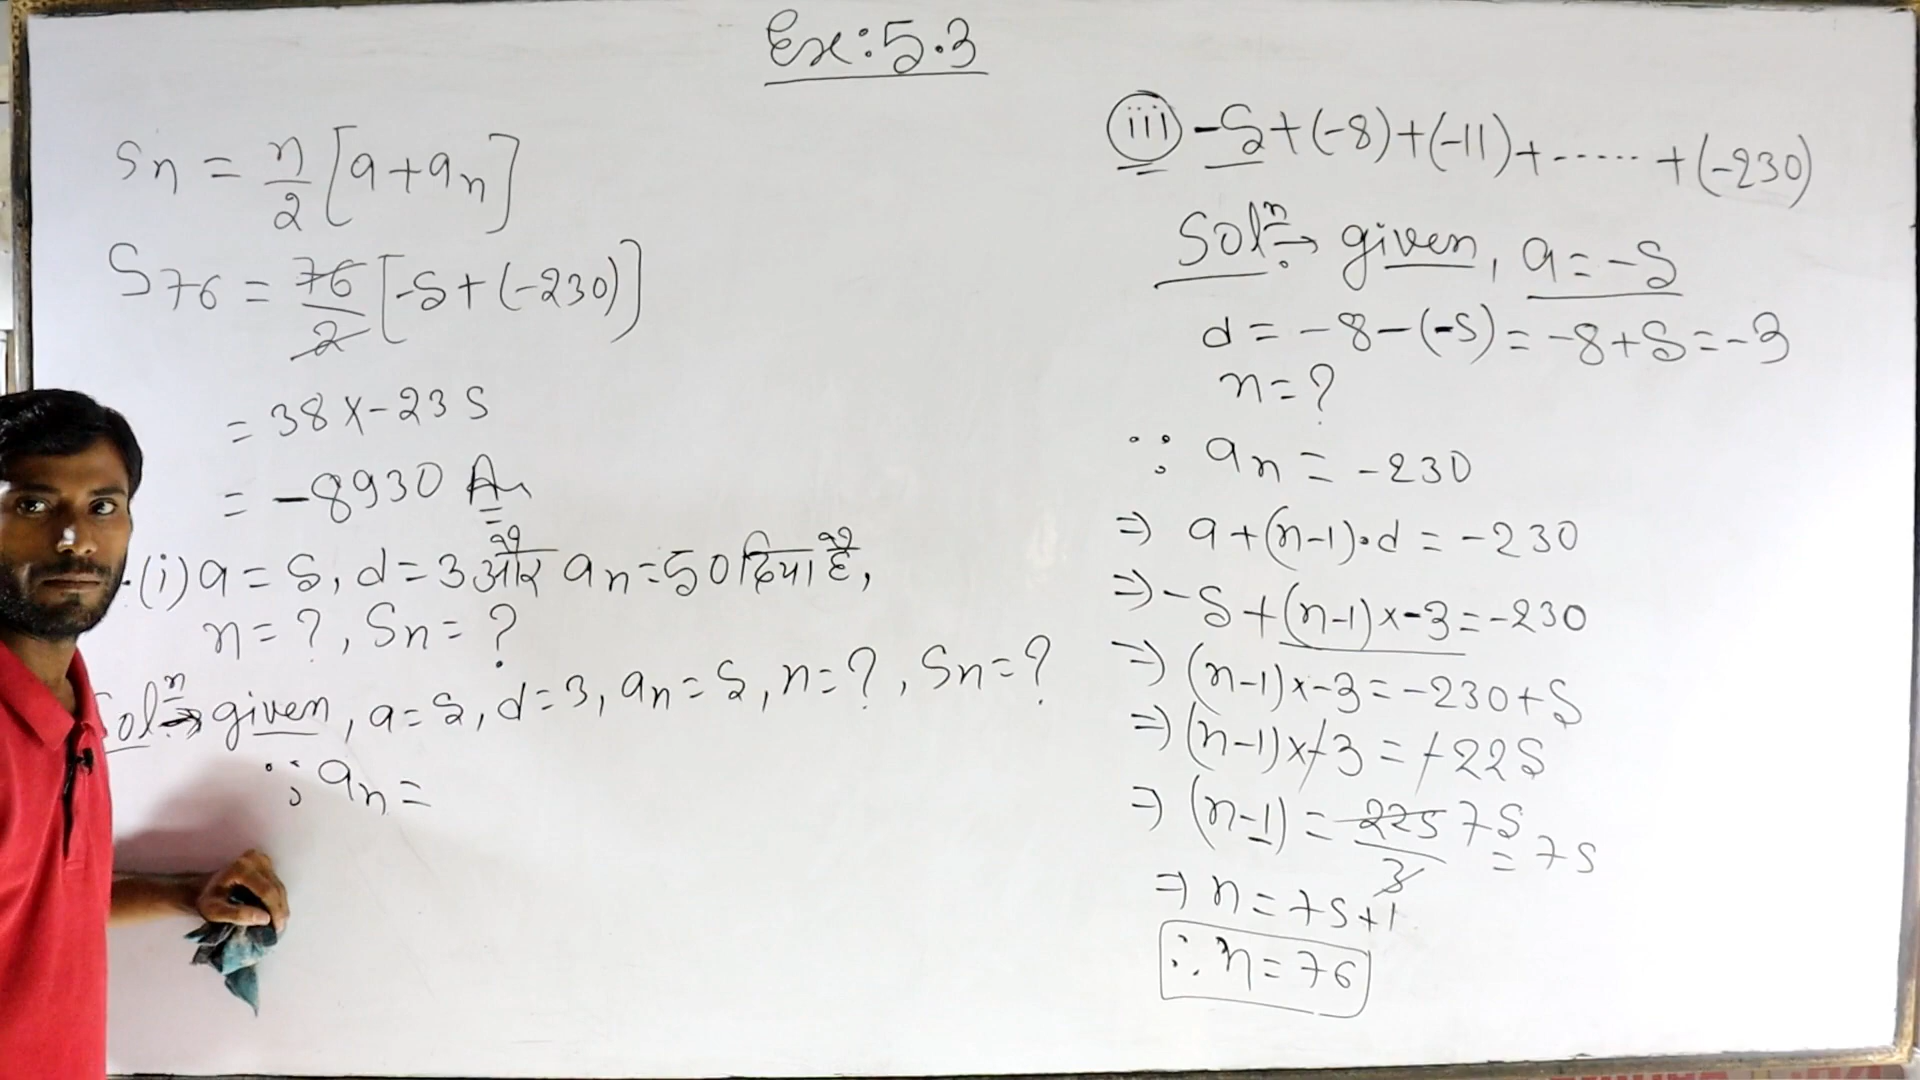 Ex:5.3
Sn = n/2 [a+an]
S76 = 76/2 [-5+(-230)]
= 38x-235
= -8930 Ans
(i) a=5, d=3 और an=50 दिया है,
n=?, Sn=?
Solⁿ→ given, a=5, d=3, an=5, n=?, Sn=?
∵ an=
(iii) -5+(-8)+(-11)+......+(-230)
Solⁿ→ given, a=-5
d = -8-(-5) = -8+5 = -3
n=?
∵ an = -230
⇒ a+(n-1)·d = -230
⇒ -5+(n-1)x-3 = -230
⇒ (n-1)x-3 = -230+5
⇒ (n-1)x-3 = -225
⇒ (n-1) = 225/3 75 = 75
⇒ n = 75+1
∴ n=76